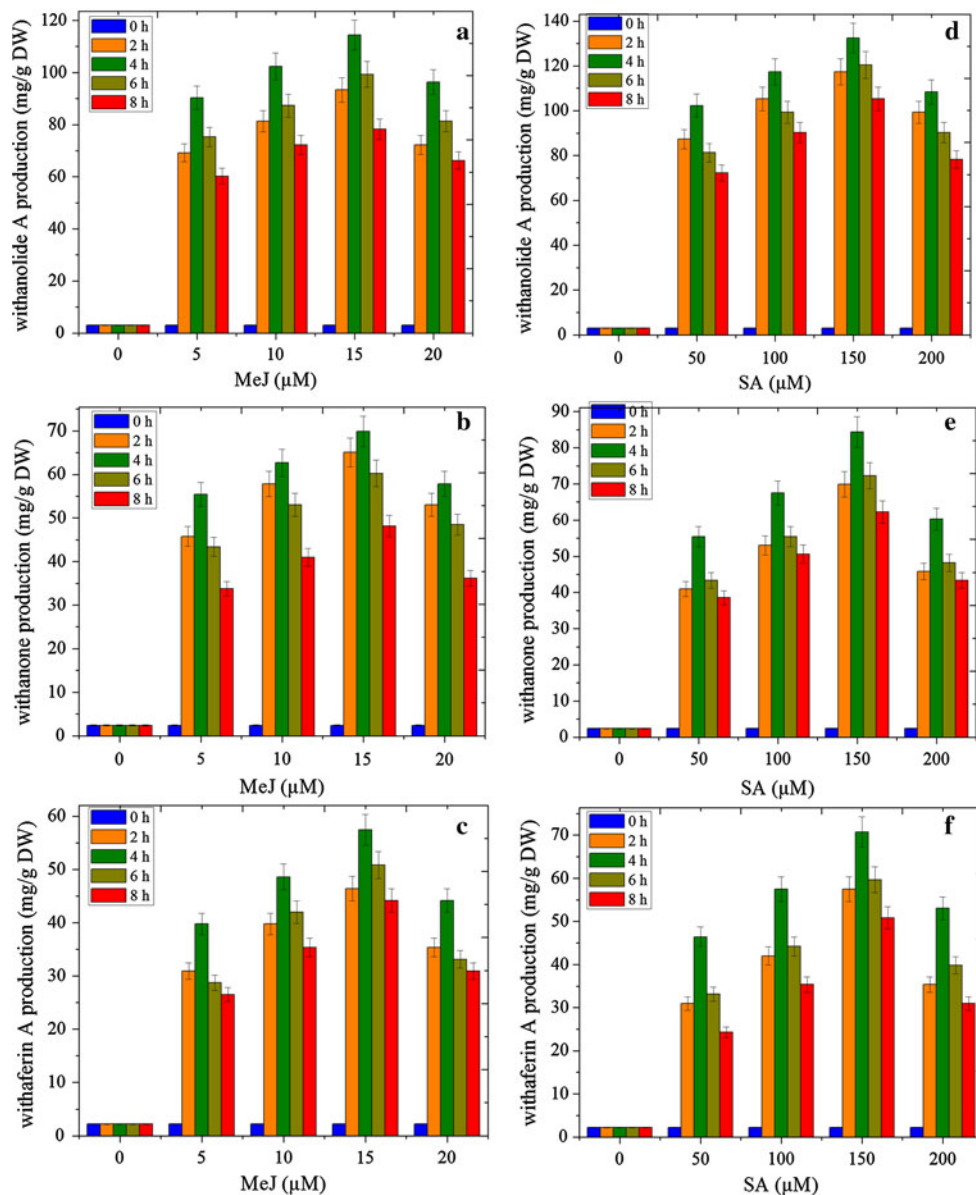 a
withanolide A production (mg/g DW)
120
100
80
60
40
20
0
0 h
2 h
4 h
6 h
8 h
0 5 10 15 20
MeJ (µM)
d
withanolide A production (mg/g DW)
140
120
100
80
60
40
20
0
0 h
2 h
4 h
6 h
8 h
0 50 100 150 200
SA (µM)
b
withanone production (mg/g DW)
70
60
50
40
30
20
10
0
0 h
2 h
4 h
6 h
8 h
0 5 10 15 20
MeJ (µM)
e
withanone production (mg/g DW)
90
80
70
60
50
40
30
20
10
0
0 h
2 h
4 h
6 h
8 h
0 50 100 150 200
SA (µM)
c
withaferin A production (mg/g DW)
60
50
40
30
20
10
0
0 h
2 h
4 h
6 h
8 h
0 5 10 15 20
MeJ (µM)
f
withaferin A production (mg/g DW)
70
60
50
40
30
20
10
0
0 h
2 h
4 h
6 h
8 h
0 50 100 150 200
SA (µM)